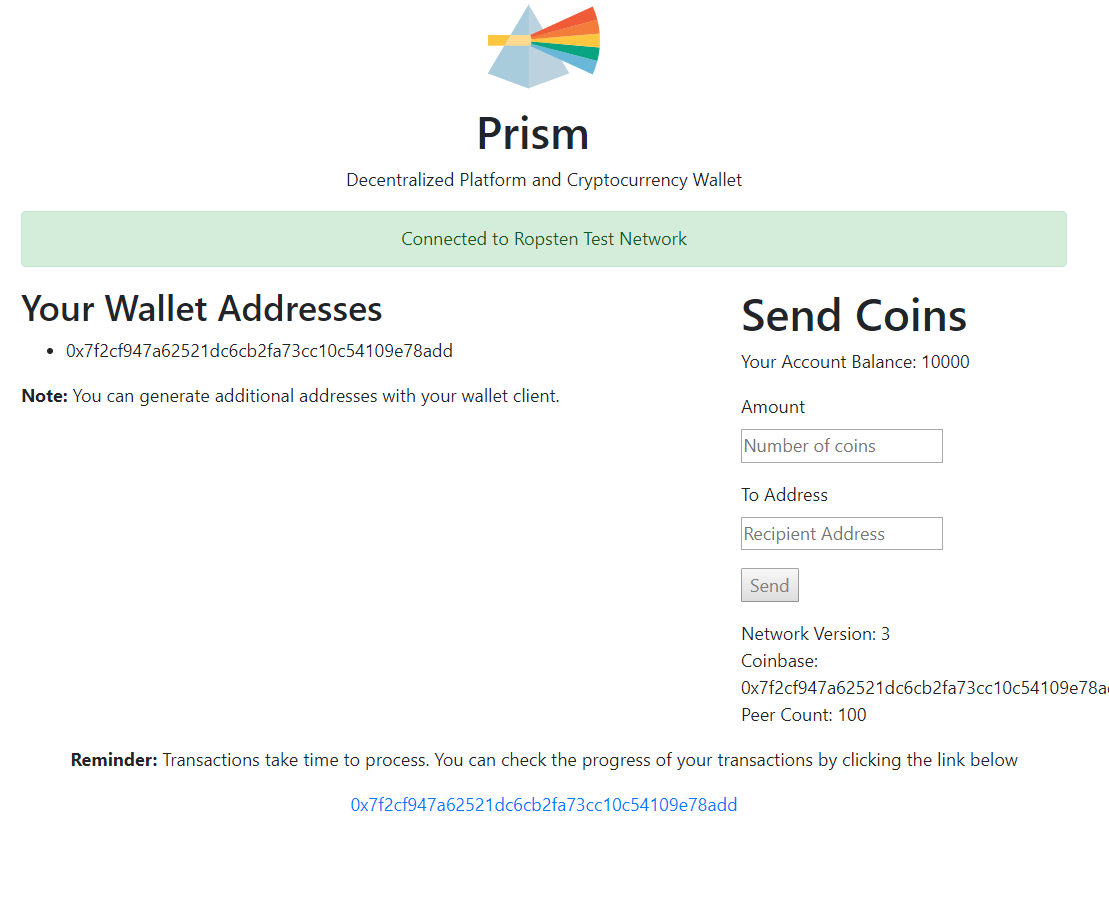 Prism
Decentralized Platform and Cryptocurrency Wallet
Connected to Ropsten Test Network
Your Wallet Addresses
• 0x7f2cf947a62521dc6cb2fa73cc10c54109e78add
Note: You can generate additional addresses with your wallet client.
Send Coins
Your Account Balance: 10000
Amount
Number of coins
To Address
Recipient Address
Send
Network Version: 3
Coinbase:
0x7f2cf947a62521dc6cb2fa73cc10c54109e78a
Peer Count: 100
Reminder: Transactions take time to process. You can check the progress of your transactions by clicking the link below
0x7f2cf947a62521dc6cb2fa73cc10c54109e78add